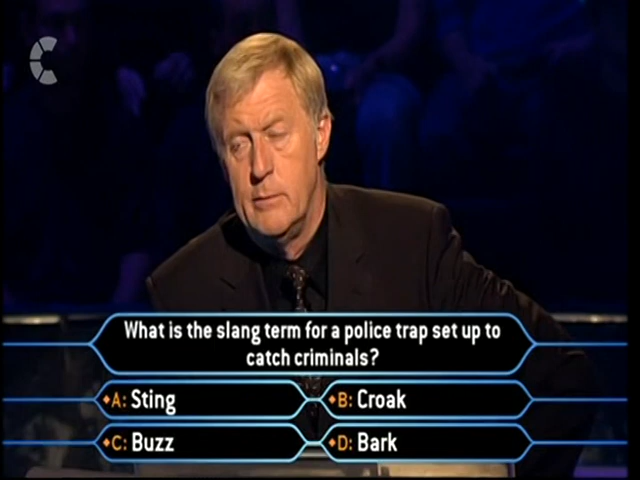 What is the slang term for a police trap set up to
catch criminals?
A: Sting
B: Croak
C: Buzz
D: Bark